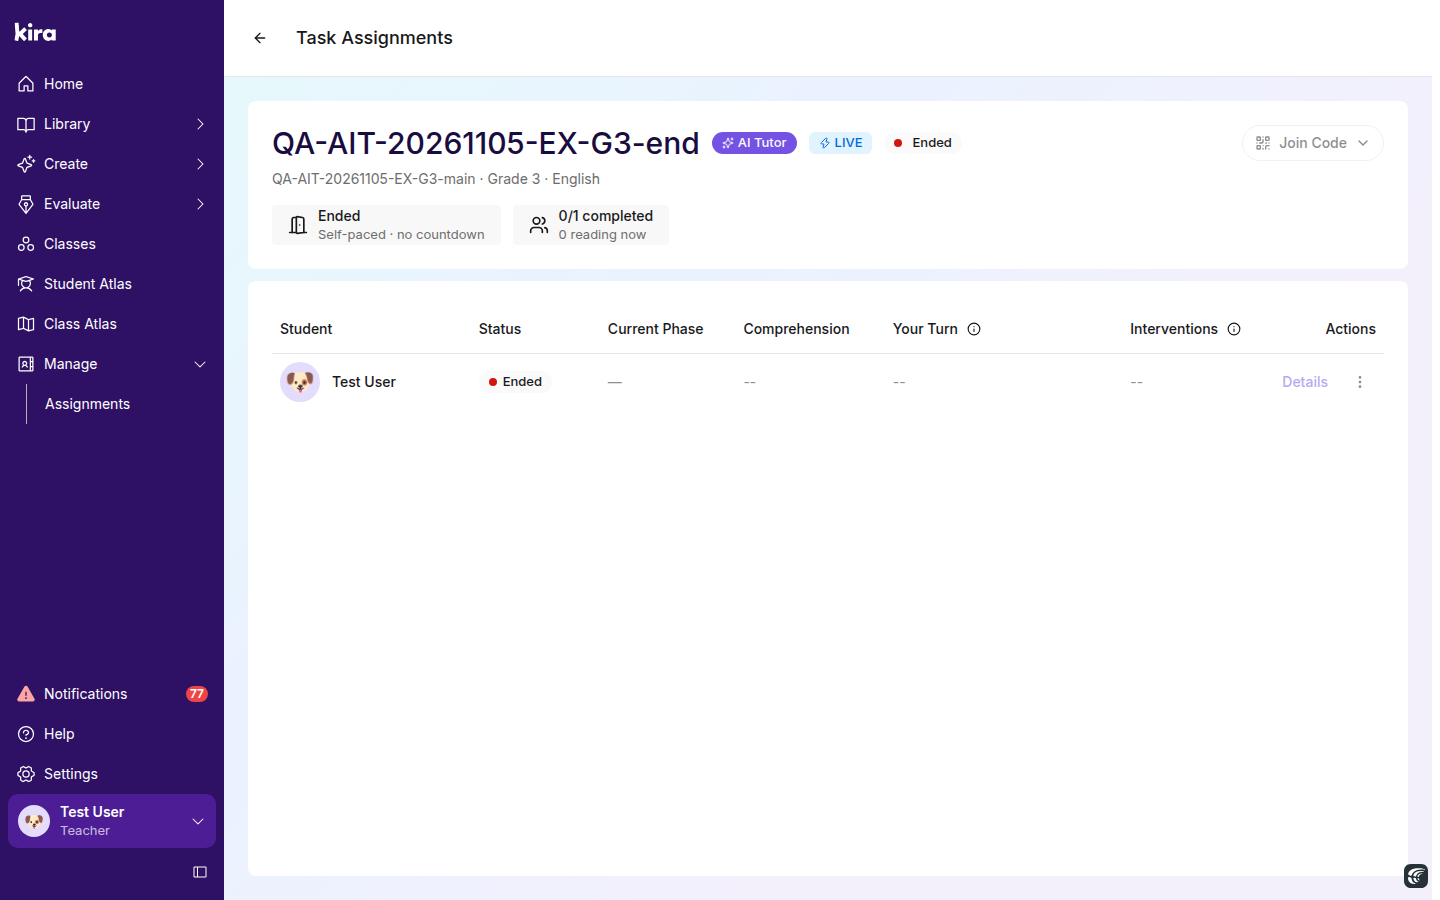 kira
Home
Library
Create
Evaluate
Classes
Student Atlas
Class Atlas
Manage
Assignments
Notifications 77
Help
Settings
Test User
Teacher
Task Assignments
QA-AIT-20261105-EX-G3-end AI Tutor LIVE Ended Join Code
QA-AIT-20261105-EX-G3-main · Grade 3 · English
Ended
Self-paced · no countdown
0/1 completed
0 reading now
Student Status Current Phase Comprehension Your Turn Interventions Actions
Test User Ended — -- -- -- Details